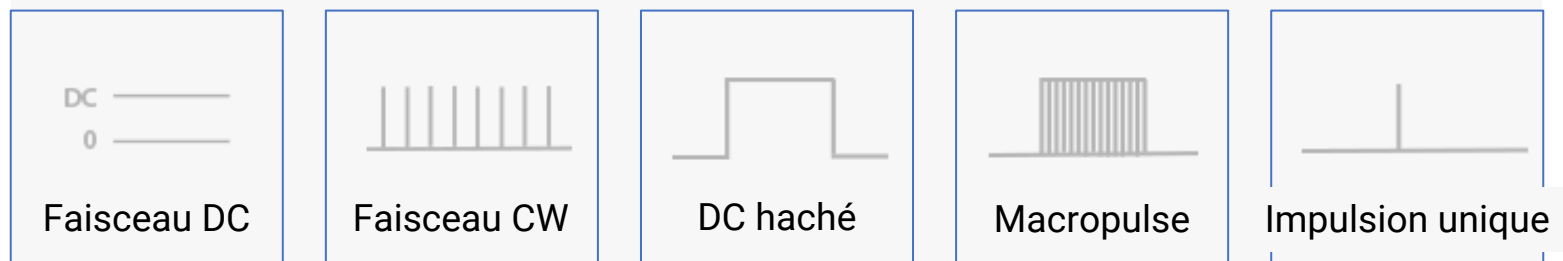 DC
0
Faisceau DC
Faisceau CW
DC haché
Macropulse
Impulsion unique